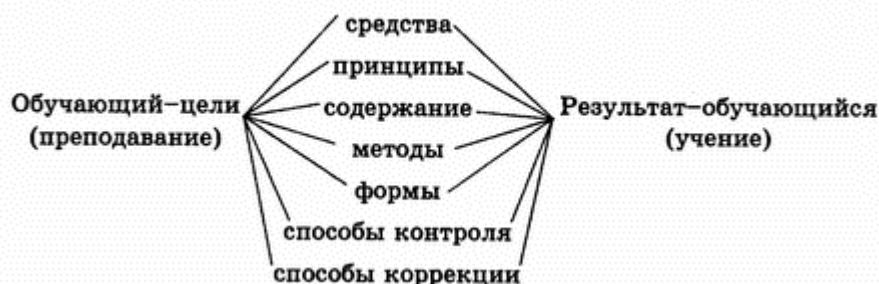 средства
принципы
Обучающий–цели
(преподавание)
содержание
методы
формы
способы контроля
способы коррекции
Результат–обучающийся
(учение)